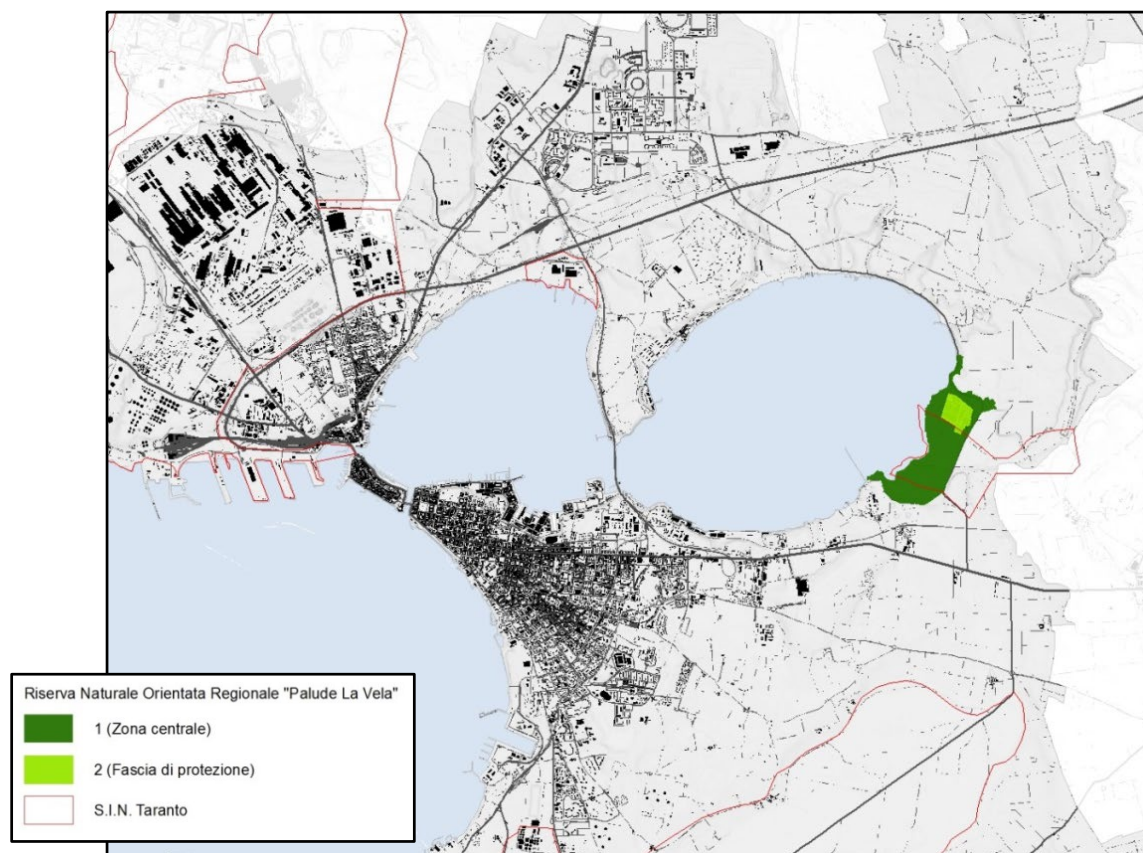 Riserva Naturale Orientata Regionale "Palude La Vela"
1 (Zona centrale)
2 (Fascia di protezione)
S.I.N. Taranto